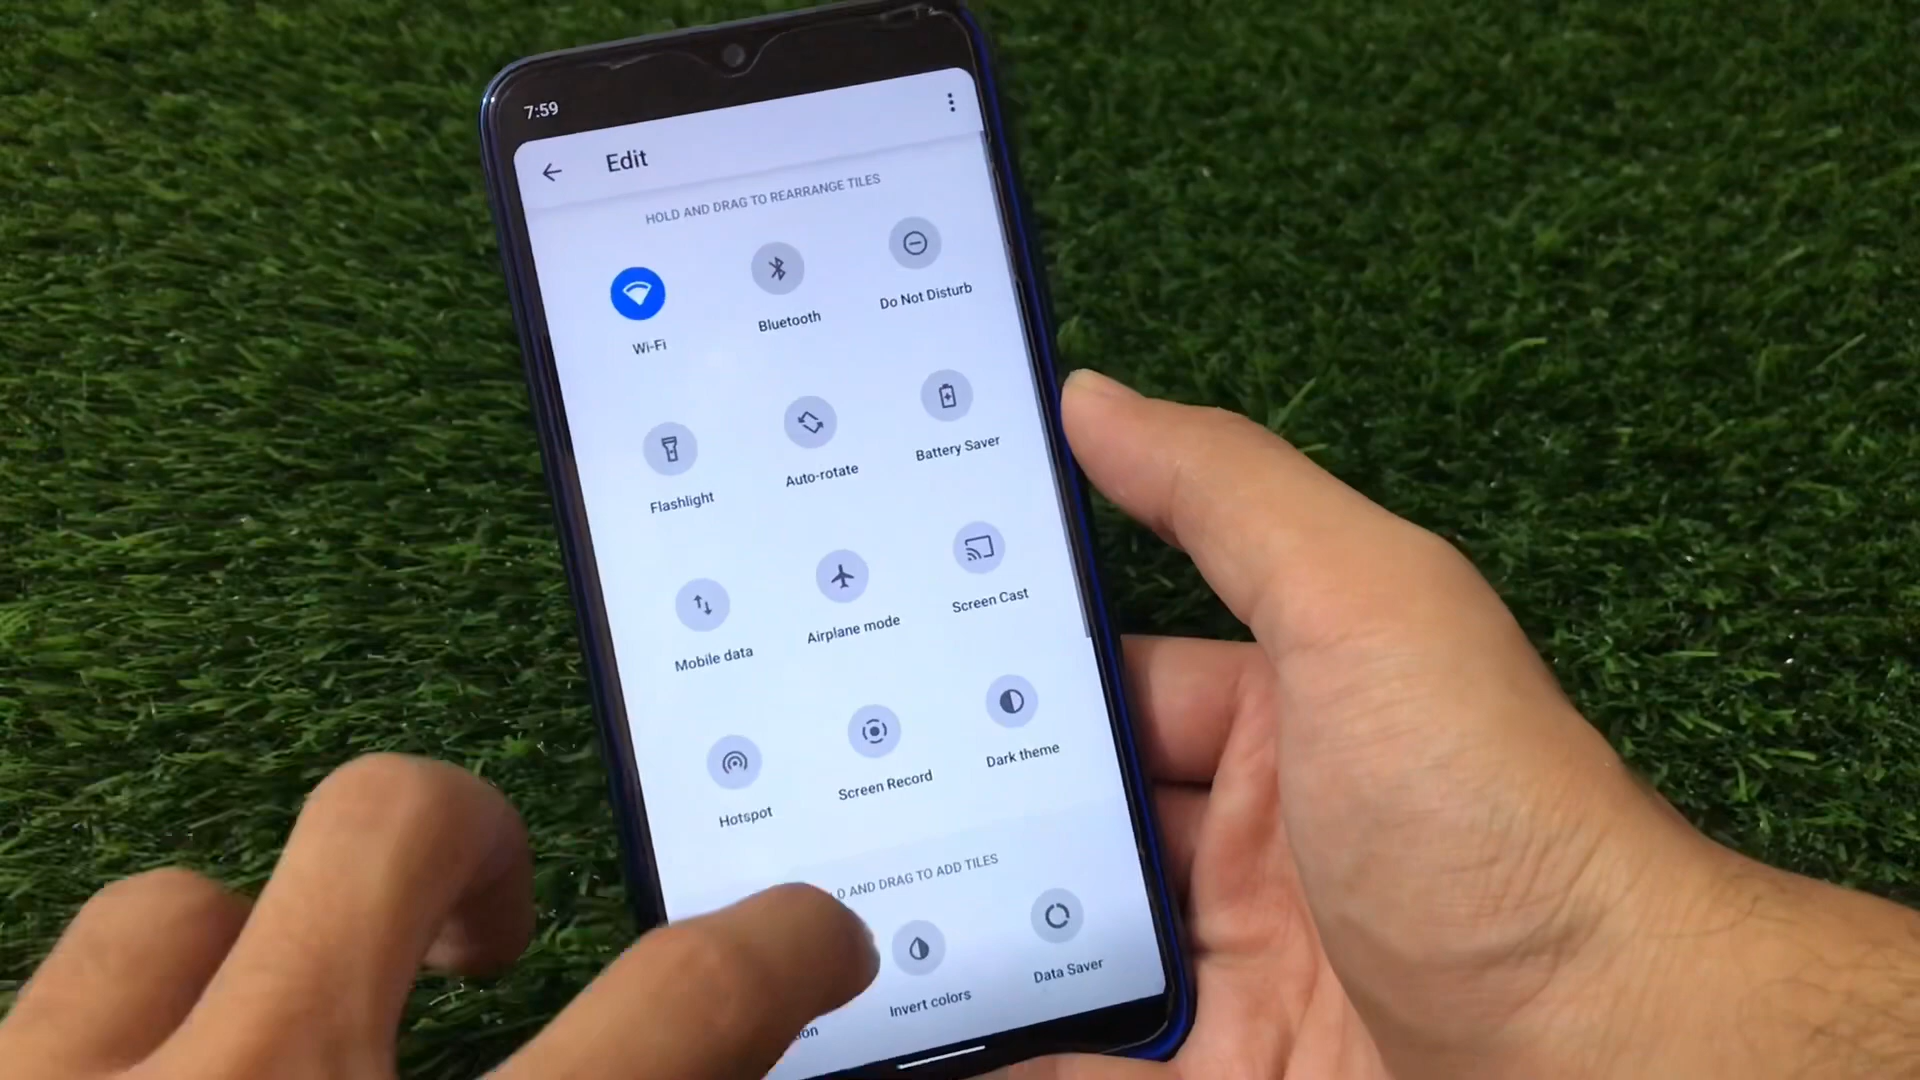 7:59
Edit
HOLD AND DRAG TO REARRANGE TILES
Wi-Fi
Bluetooth
Do Not Disturb
Flashlight
Auto-rotate
Battery Saver
Mobile data
Airplane mode
Screen Cast
Hotspot
Screen Record
Dark theme
AND DRAG TO ADD TILES
Invert colors
Data Saver